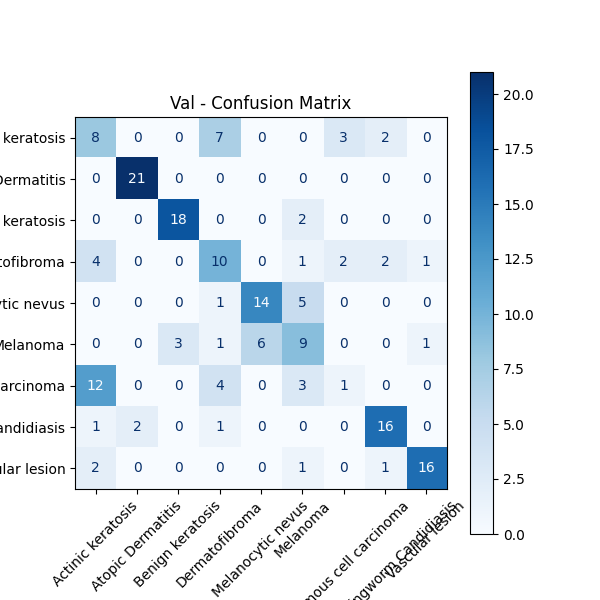 Val - Confusion Matrix
keratosis 8 0 0 7 0 0 3 2 0
Dermatitis 0 21 0 0 0 0 0 0 0
keratosis 0 0 18 0 0 2 0 0 0
tofibroma 4 0 0 10 0 1 2 2 1
ytic nevus 0 0 0 1 14 5 0 0 0
Melanoma 0 0 3 1 6 9 0 0 1
arcinoma 12 0 0 4 0 3 1 0 0
andidiasis 1 2 0 1 0 0 0 16 0
ular lesion 2 0 0 0 0 1 0 1 16
Actinic keratosis
Atopic Dermatitis
Benign keratosis
Dermatofibroma
Melanocytic nevus
Melanoma
mous cell carcinoma
ingworm Candidiasis
Vascular lesion
20.0
17.5
15.0
12.5
10.0
7.5
5.0
2.5
0.0